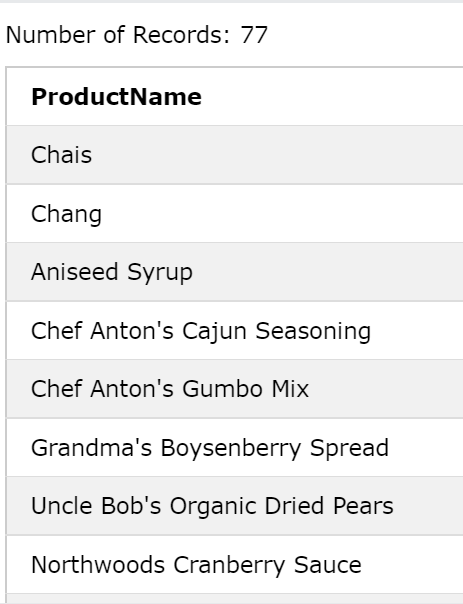 Number of Records: 77
ProductName
Chais
Chang
Aniseed Syrup
Chef Anton's Cajun Seasoning
Chef Anton's Gumbo Mix
Grandma's Boysenberry Spread
Uncle Bob's Organic Dried Pears
Northwoods Cranberry Sauce